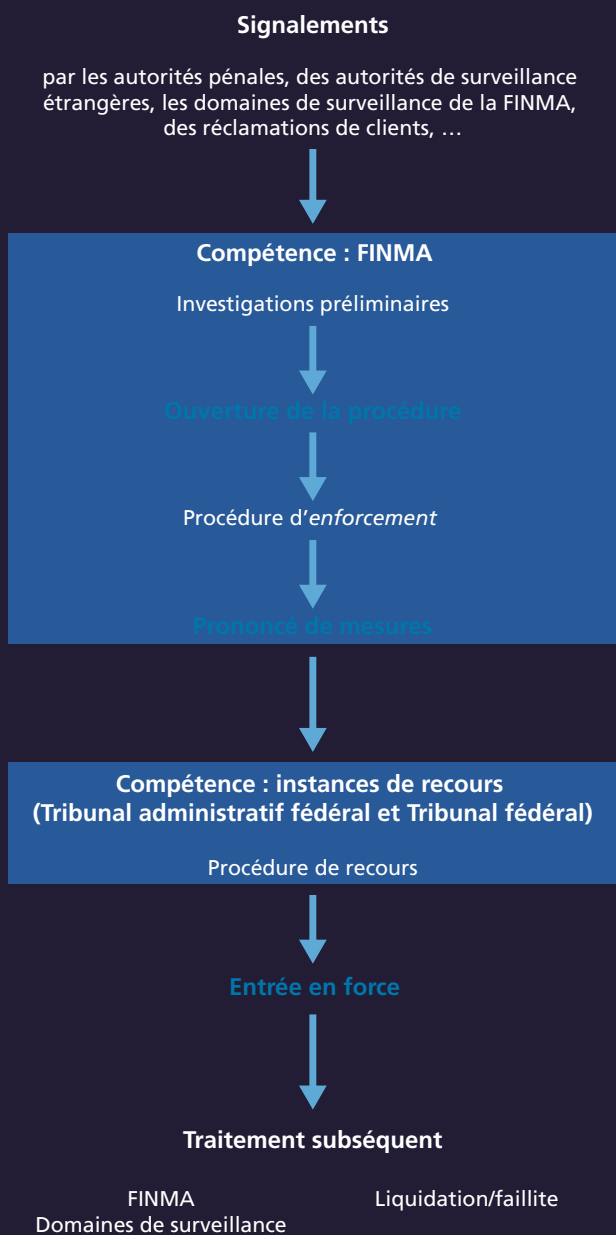 Signalements
par les autorités pénales, des autorités de surveillance
étrangères, les domaines de surveillance de la FINMA,
des réclamations de clients, …
Compétence : FINMA
Investigations préliminaires
Ouverture de la procédure
Procédure d’enforcement
Prononcé de mesures
Compétence : instances de recours
(Tribunal administratif fédéral et Tribunal fédéral)
Procédure de recours
Entrée en force
Traitement subséquent
FINMA
Domaines de surveillance
Liquidation/faillite